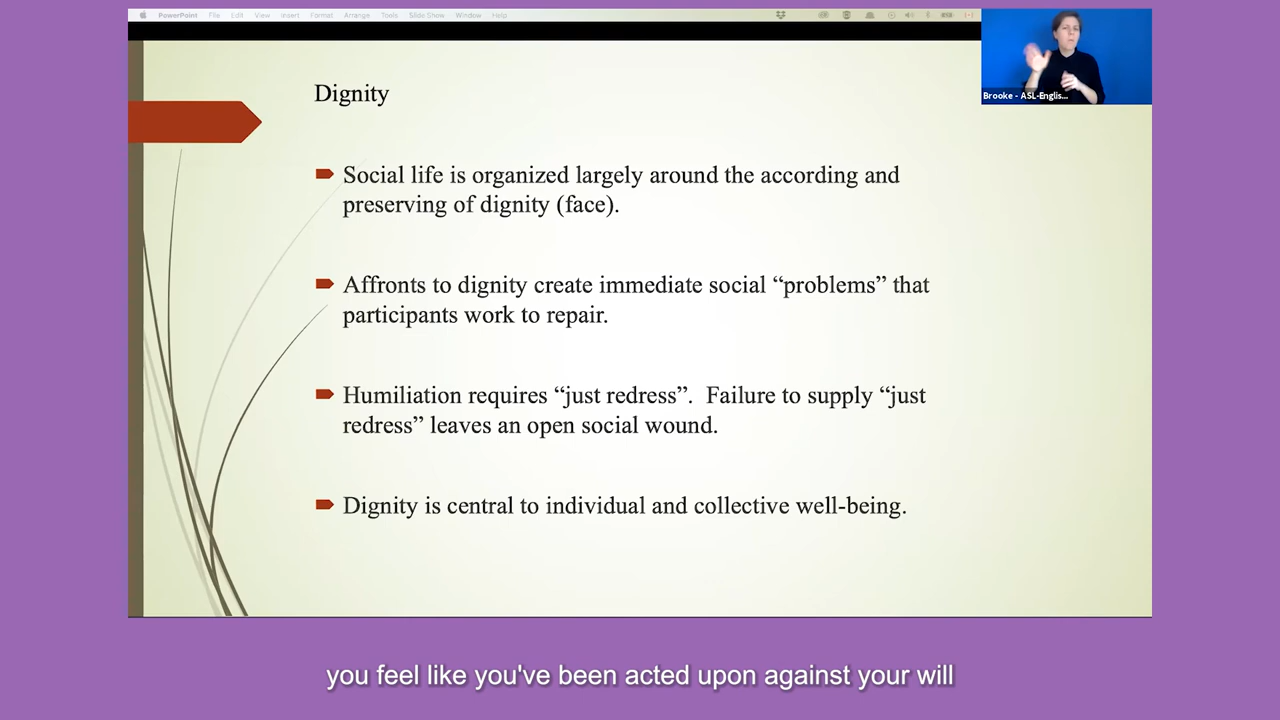 PowerPoint File Edit View Insert Format Arrange Tools Slide Show Window Help
Brooke - ASL-Englis...
Dignity
Social life is organized largely around the according and
preserving of dignity (face).
Affronts to dignity create immediate social “problems” that
participants work to repair.
Humiliation requires “just redress”.  Failure to supply “just
redress” leaves an open social wound.
Dignity is central to individual and collective well-being.
you feel like you've been acted upon against your will